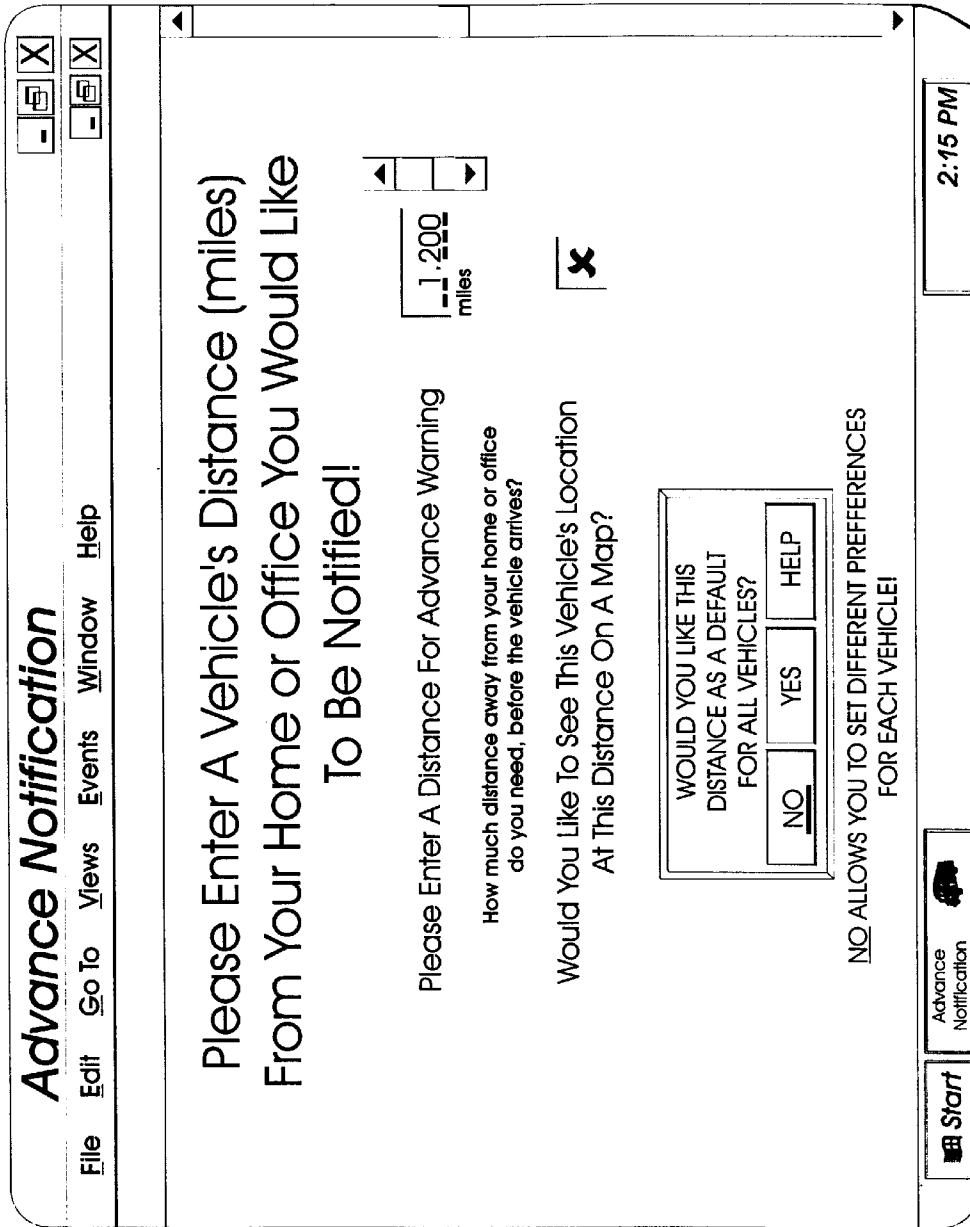 Advance Notification
File Edit Go To Views Events Window Help
Please Enter A Vehicle's Distance (miles)
From Your Home or Office You Would Like
To Be Notified!
Please Enter A Distance For Advance Warning
1,200
miles
How much distance away from your home or office
do you need, before the vehicle arrives?
Would You Like To See This Vehicle's Location
At This Distance On A Map?
WOULD YOU LIKE THIS
DISTANCE AS A DEFAULT
FOR ALL VEHICLES?
NO YES HELP
NO ALLOWS YOU TO SET DIFFERENT PREFFERENCES
FOR EACH VEHICLE!
Start
Advance
Notification
2:15 PM